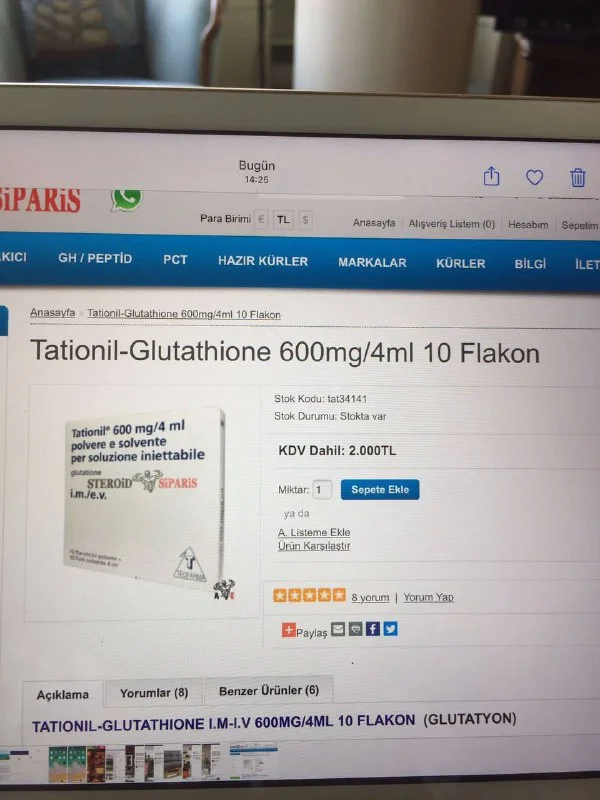 Bugün
14:25
SİPARİS
Para Birimi € TL $
Anasayfa Alışveriş Listem (0) Hesabım Sepetim
GH / PEPTİD PCT HAZIR KÜRLER MARKALAR KÜRLER BİLGİ
Anasayfa » Tationil-Glutathione 600mg/4ml 10 Flakon
Tationil-Glutathione 600mg/4ml 10 Flakon
Stok Kodu: tat34141
Stok Durumu: Stokta var
KDV Dahil: 2.000TL
Miktar: 1 Sepete Ekle
ya da
A. Listeme Ekle
Ürün Karşılaştır
8 yorum | Yorum Yap
Paylaş
Tationil® 600 mg/4 ml
polvere e solvente
per soluzione iniettabile
glutatione
STEROiD SiPARiS
i.m./e.v.
A E
Açıklama Yorumlar (8) Benzer Ürünler (6)
TATIONIL-GLUTATHIONE I.M-I.V 600MG/4ML 10 FLAKON (GLUTATYON)